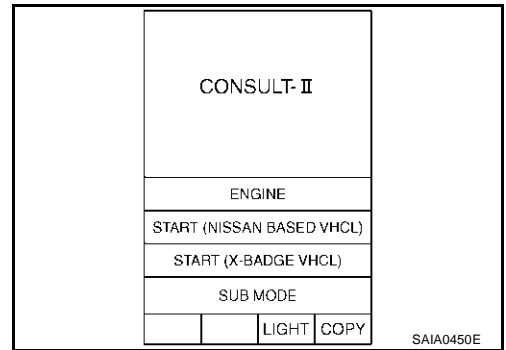 CONSULT-II
ENGINE
START (NISSAN BASED VHCL)
START (X-BADGE VHCL)
SUB MODE
LIGHT COPY
SAIA0450E